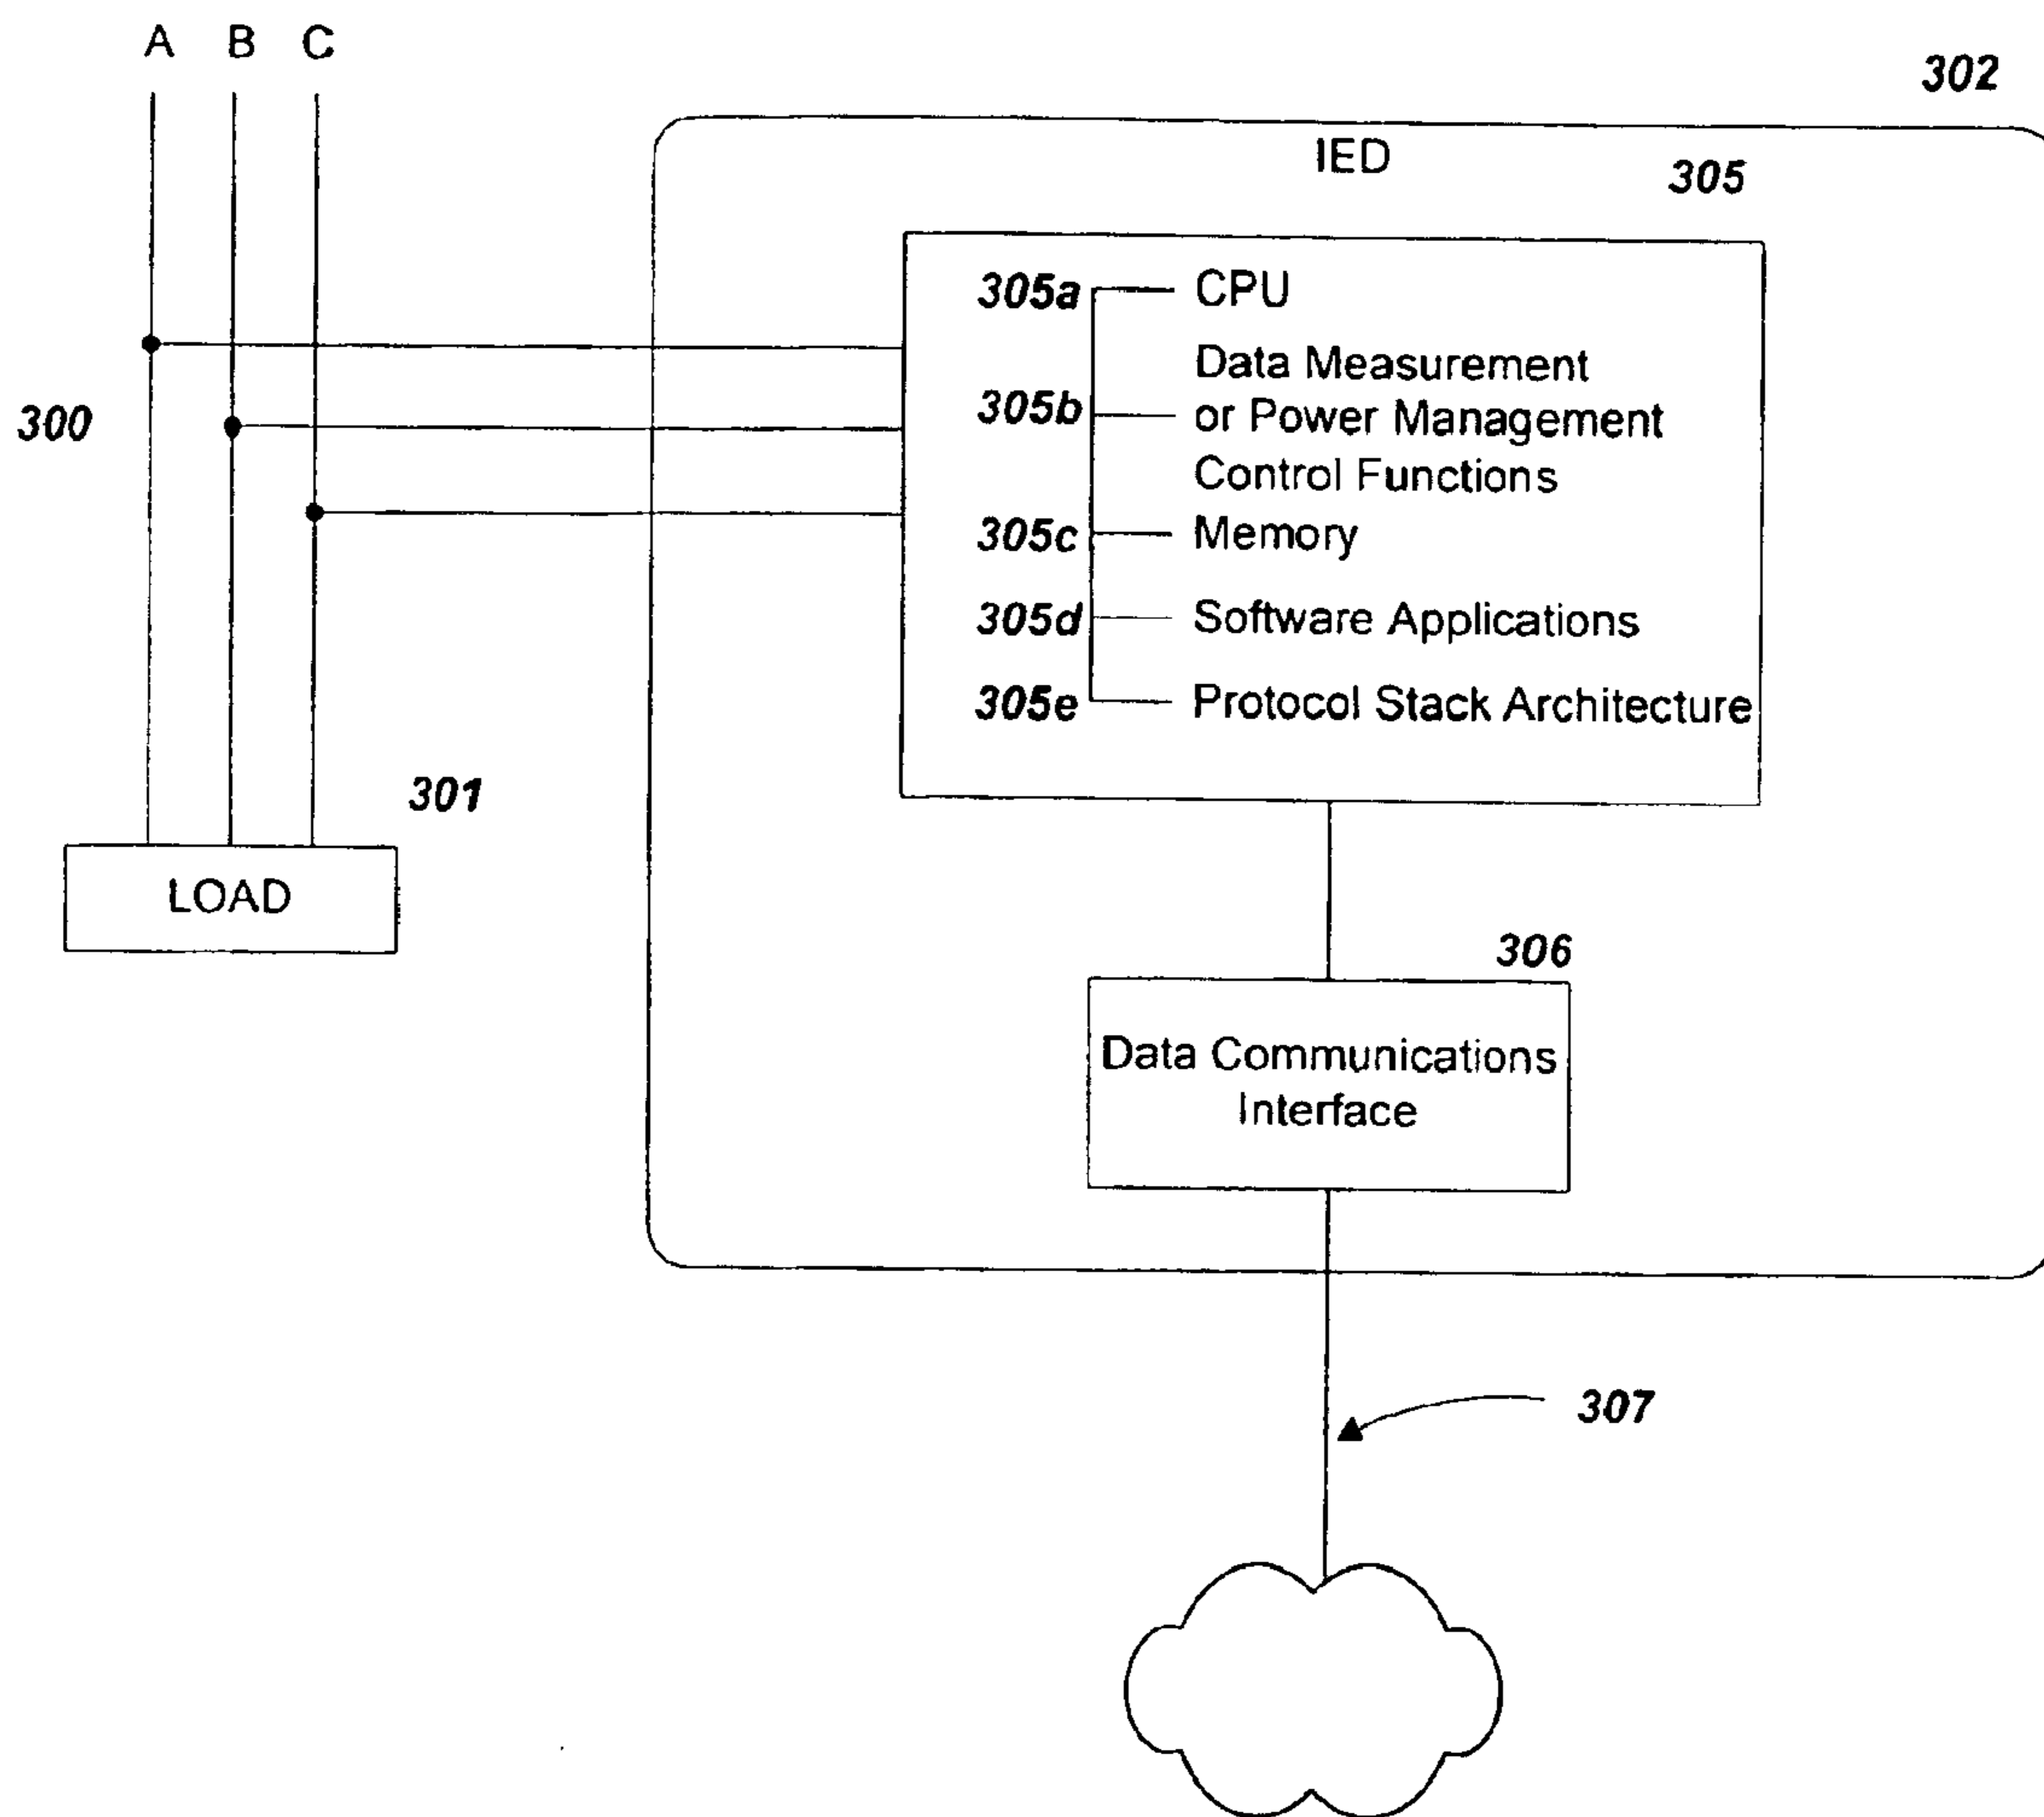 A B C
302
IED
305
305a CPU
Data Measurement
305b or Power Management
Control Functions
300
305c Memory
305d Software Applications
305e Protocol Stack Architecture
301
LOAD
306
Data Communications
Interface
307